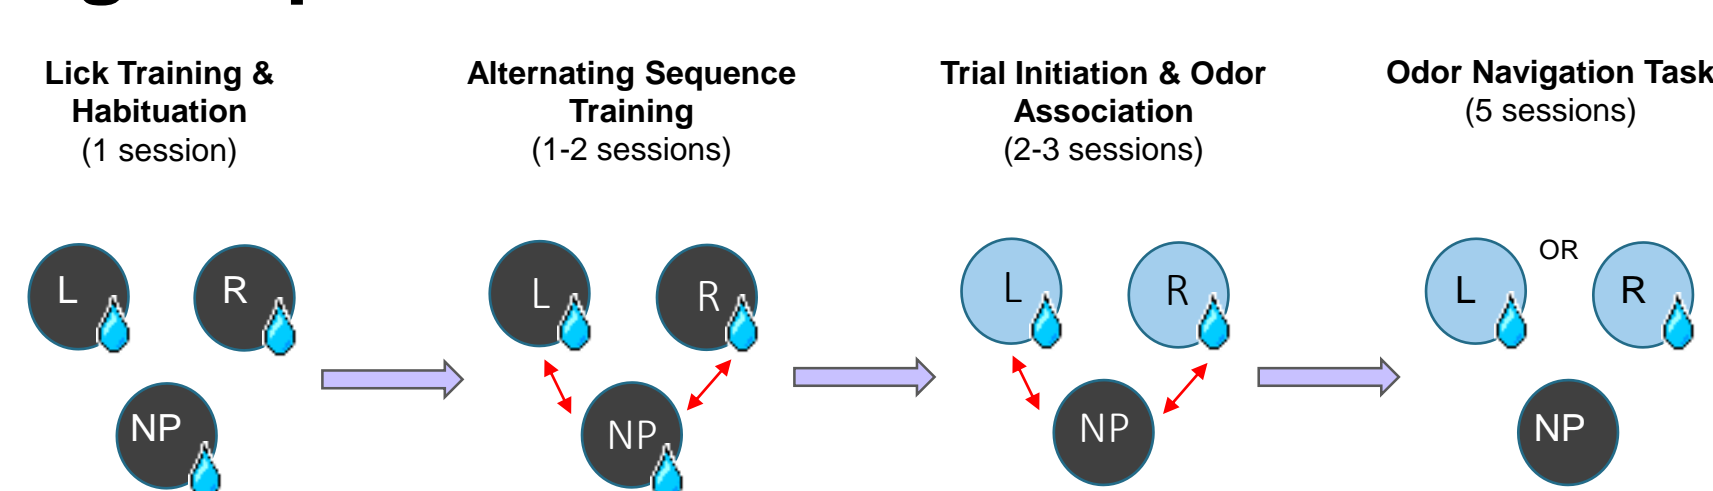 Lick Training &
Habituation
(1 session)
Alternating Sequence
Training
(1-2 sessions)
Trial Initiation & Odor
Association
(2-3 sessions)
Odor Navigation Task
(5 sessions)
L
R
NP
L
R
NP
L
R
NP
L
OR
R
NP